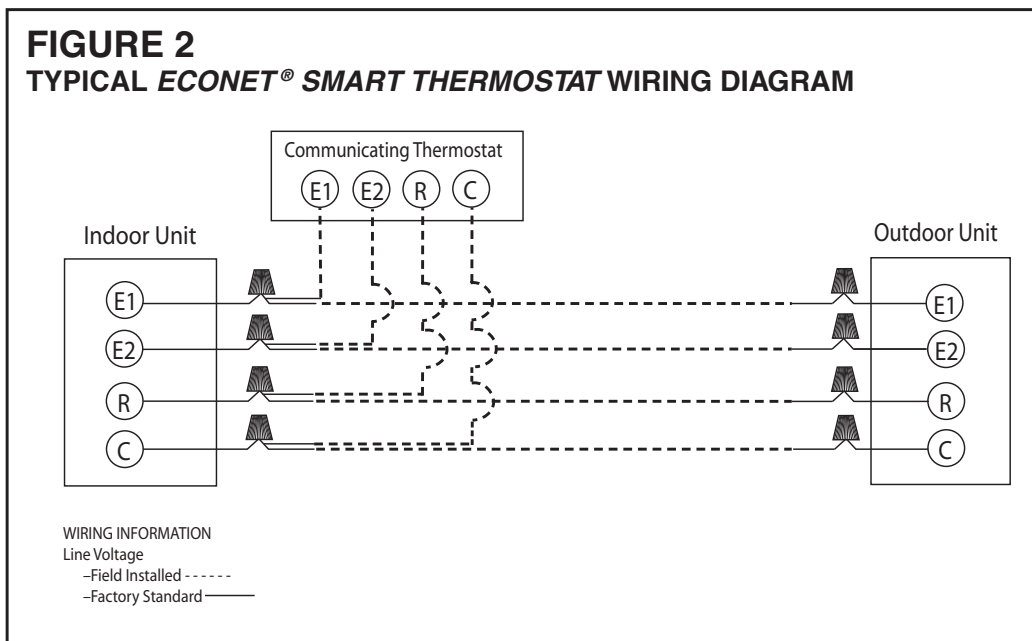 FIGURE 2
TYPICAL ECONET® SMART THERMOSTAT WIRING DIAGRAM
Communicating Thermostat
E1 E2 R C
Indoor Unit
Outdoor Unit
E1
E1
E2
E2
R
R
C
C
WIRING INFORMATION
Line Voltage
–Field Installed
–Factory Standard